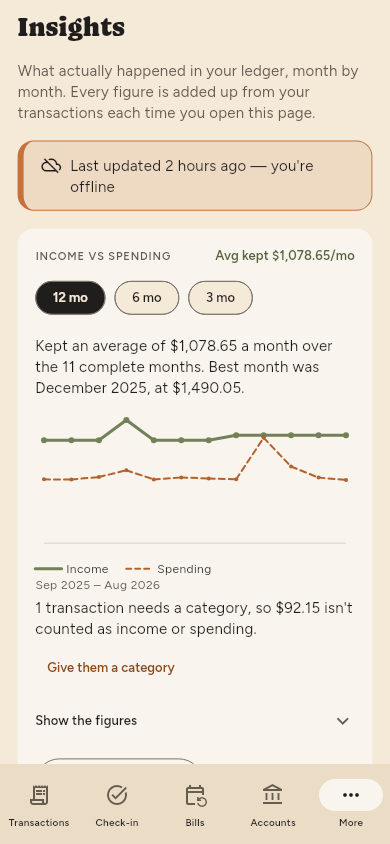 Insights
What actually happened in your ledger, month by
month. Every figure is added up from your
transactions each time you open this page.
Last updated 2 hours ago — you're
offline
INCOME VS SPENDING
Avg kept $1,078.65/mo
12 mo
6 mo
3 mo
Kept an average of $1,078.65 a month over
the 11 complete months. Best month was
December 2025, at $1,490.05.
Income
Spending
Sep 2025 – Aug 2026
1 transaction needs a category, so $92.15 isn't
counted as income or spending.
Give them a category
Show the figures
Transactions
Check-in
Bills
Accounts
More